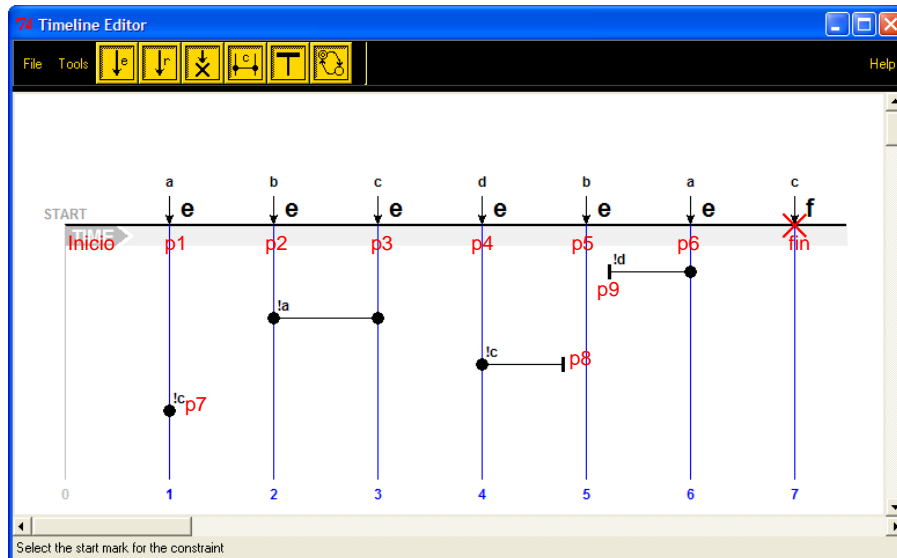 Timeline Editor
File Tools e r c Help
a b c d b a c
e e e e e e f
START
TIME
Inicio p1 p2 p3 p4 p5 p6 fin
!d
p9
!a
!c p8
!c p7
0 1 2 3 4 5 6 7
Select the start mark for the constraint